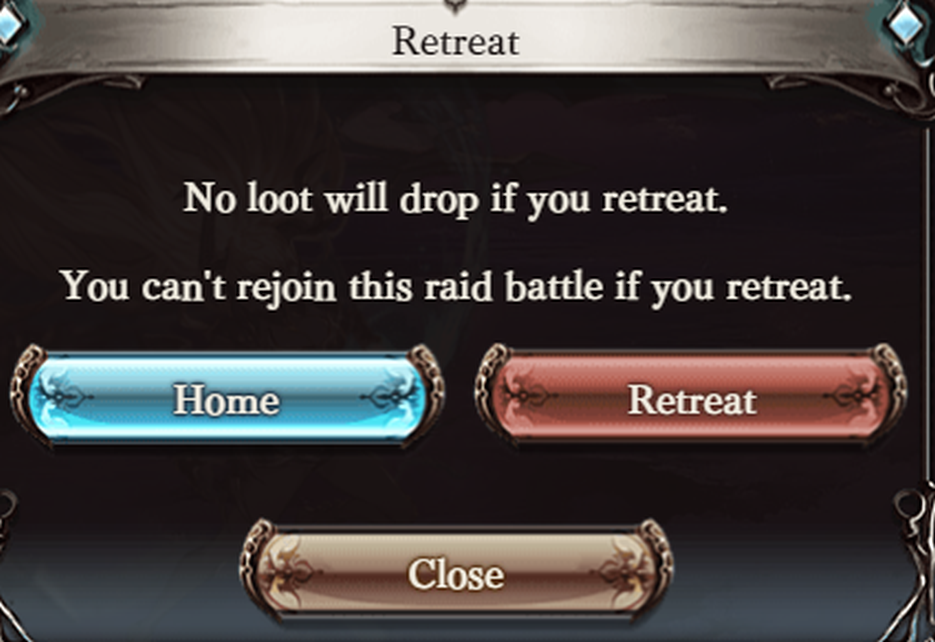 Retreat
No loot will drop if you retreat.
You can't rejoin this raid battle if you retreat.
Home
Retreat
Close